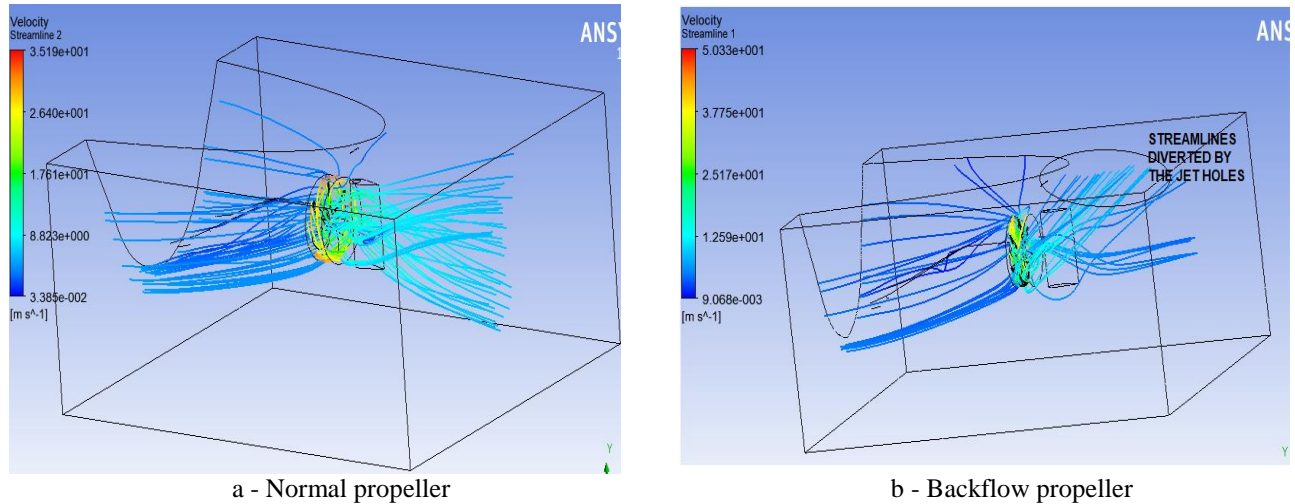 Velocity
Streamline 2
3.519e+001
2.640e+001
1.761e+001
8.823e+000
3.385e-002
[m s^-1]
ANSY
Y
a - Normal propeller
Velocity
Streamline 1
5.033e+001
3.775e+001
2.517e+001
1.259e+001
9.068e-003
[m s^-1]
ANS
STREAMLINES
DIVERTED BY
THE JET HOLES
Y
b - Backflow propeller